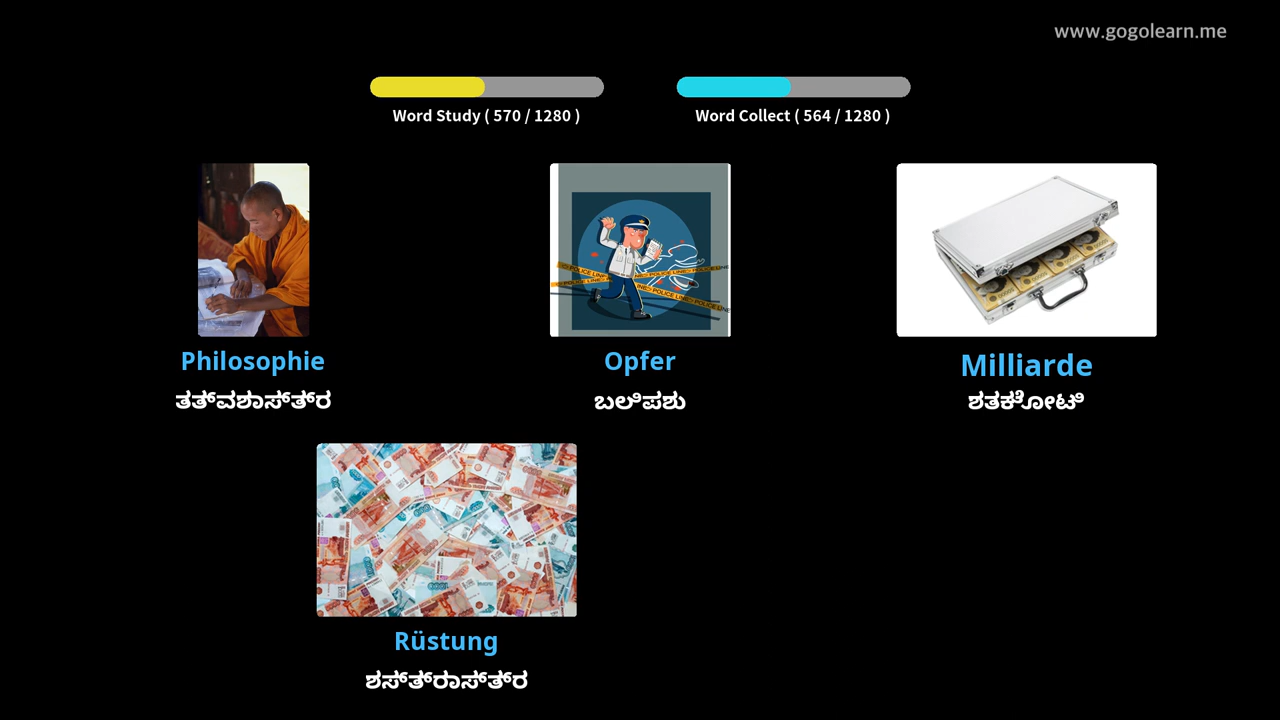 www.gogolearn.me
Word Study ( 570 / 1280 )
Word Collect ( 564 / 1280 )
Philosophie
ತತ್ವಶಾಸ್ತ್ರ
Opfer
ಬಲಿಪಶು
Milliarde
ಶತಕೋಟಿ
Rüstung
ಶಸ್ತ್ರಾಸ್ತ್ರ